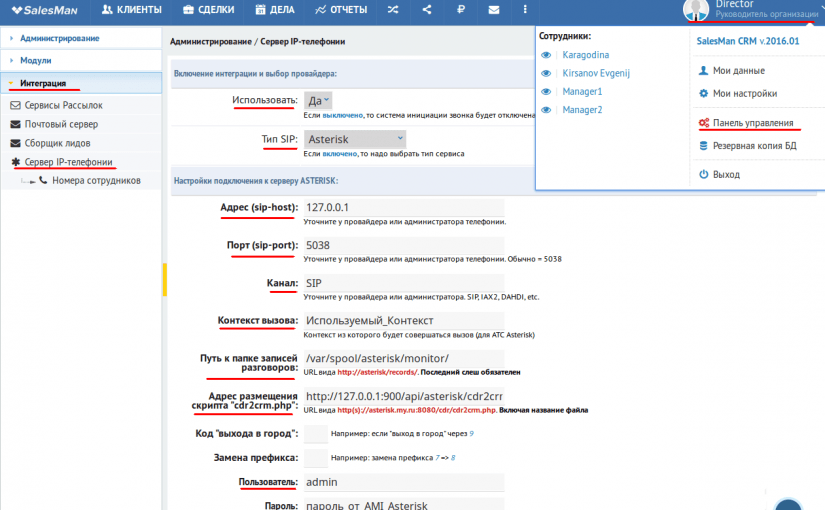 SalesMan
КЛИЕНТЫ
СДЕЛКИ
ДЕЛА
ОТЧЕТЫ
Director
Руководитель организации
Администрирование
Модули
Интеграция
Сервисы Рассылок
Почтовый сервер
Сборщик лидов
Сервер IP-телефонии
Номера сотрудников
Администрирование / Сервер IP-телефонии
Включение интеграции и выбор провайдера:
Использовать: Да
Если выключено, то система инициации звонка будет отключена
Тип SIP: Asterisk
Если включено, то надо выбрать тип сервиса
Настройки подключения к серверу ASTERISK:
Адрес (sip-host): 127.0.0.1
Уточните у провайдера или администратора телефонии.
Порт (sip-port): 5038
Уточните у провайдера или администратора телефонии. Обычно = 5038
Канал: SIP
Уточните у провайдера или администратора. SIP, IAX2, DAHDI, etc.
Контекст вызова: Используемый_Контекст
Контекст из которого будет совершаться вызов (для АТС Asterisk)
Путь к папке записей разговоров: /var/spool/asterisk/monitor/
URL вида http://asterisk/records/. Последний слеш обязателен
Адрес размещения скрипта "cdr2crm.php": http://127.0.0.1:900/api/asterisk/cdr2crr
URL вида http(s)://asterisk.my.ru:8080/cdr/cdr2crm.php. Включая название файла
Код "выхода в город": Например: если "выход в город" через 9
Замена префикса: Например: замена префикса 7 => 8
Пользователь: admin
Пароль: пароль_от_AMI_Asterisk
Сотрудники:
Karagodina
Kirsanov Evgenij
Manager1
Manager2
SalesMan CRM v.2016.01
Мои данные
Мои настройки
Панель управления
Резервная копия БД
Выход